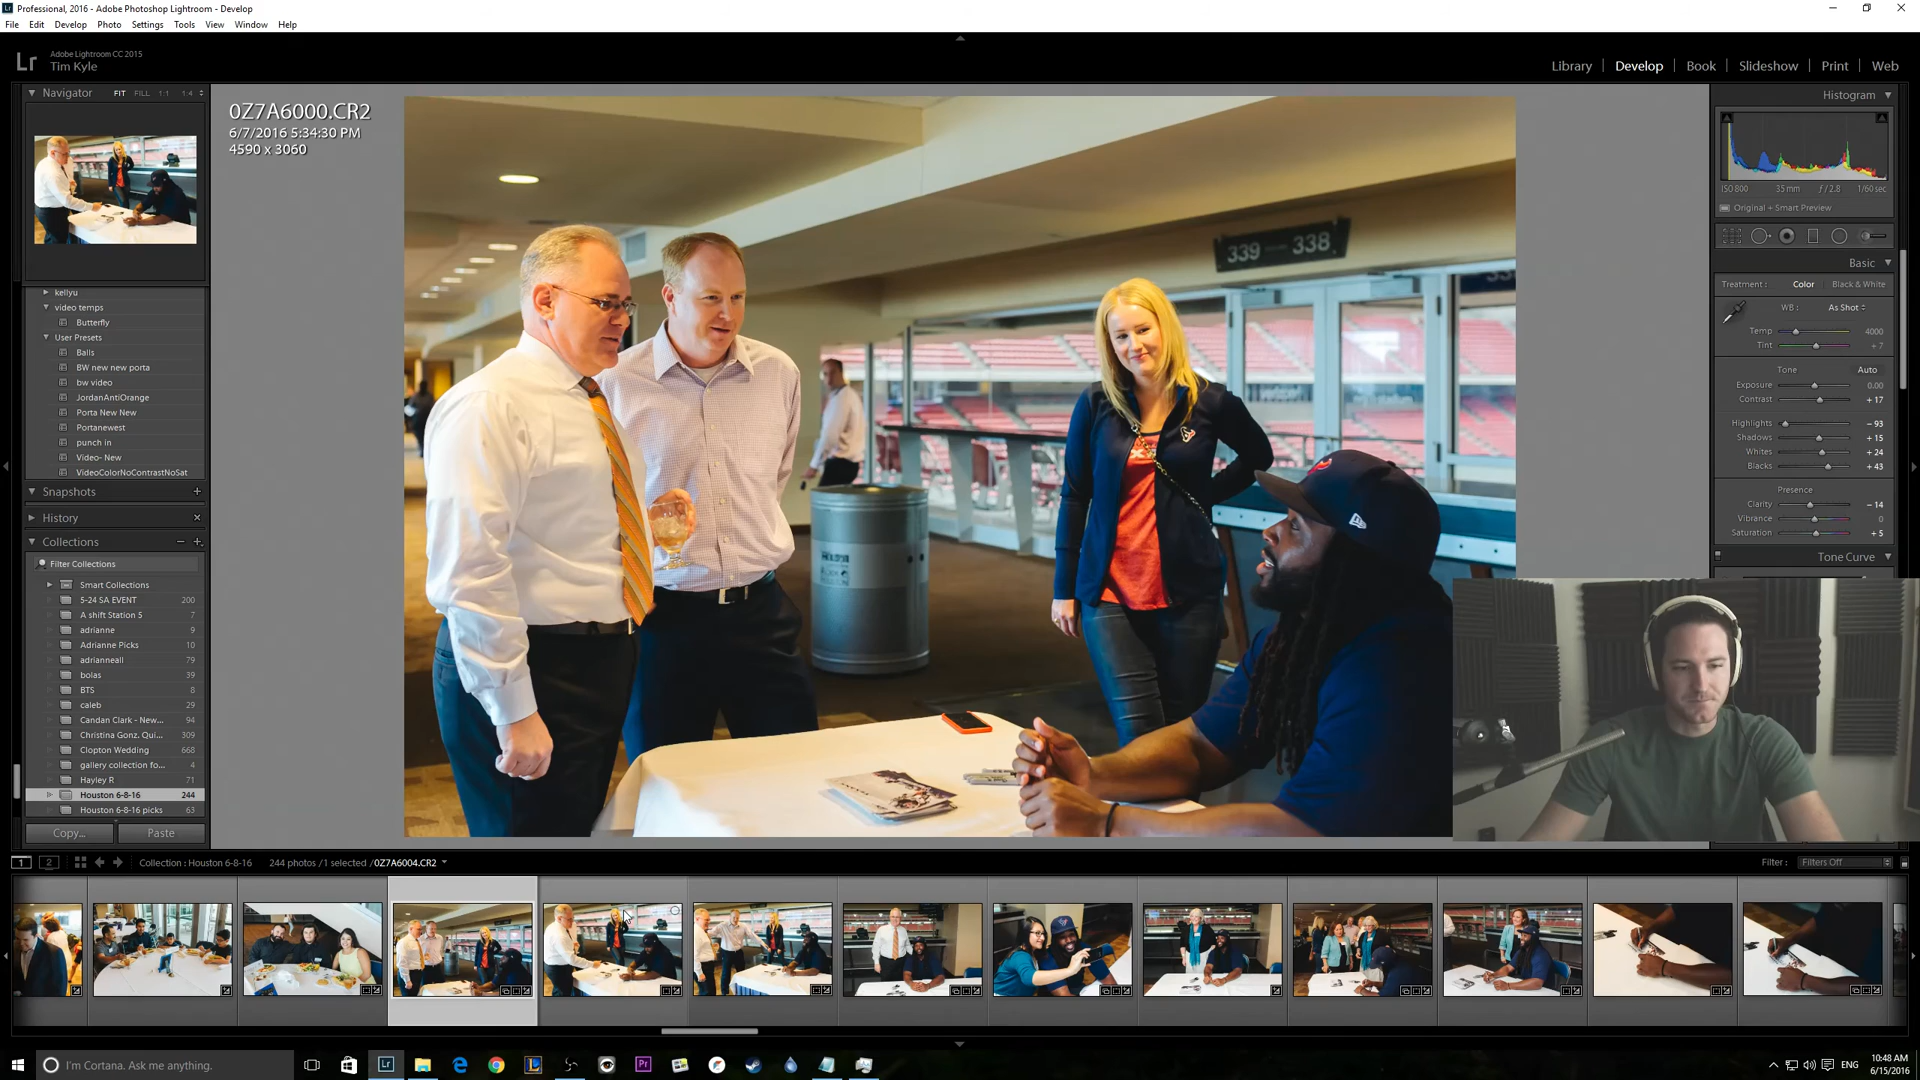 Professional, 2016 - Adobe Photoshop Lightroom - Develop
File Edit Develop Photo Settings Tools View Window Help
Lr Adobe Lightroom CC 2015
Tim Kyle
Library | Develop | Book | Slideshow | Print | Web
Navigator FIT FILL 1:1 1:4
0Z7A6000.CR2
6/7/2016 5:34:30 PM
4590 x 3060
339 338
kellyu
video temps
Butterfly
User Presets
Balls
BW new new porta
bw video
JordanAntiOrange
Porta New New
Portanewest
punch in
Video- New
VideoColorNoContrastNoSat
Snapshots
History
Collections
Filter Collections
Smart Collections
5-24 SA EVENT 200
A shift Station 5 7
adrianne 9
Adrianne Picks 10
adrianneall 79
bolas 39
BTS 8
caleb 29
Candan Clark - New... 94
Christina Gonz. Qui... 309
Clopton Wedding 668
gallery collection fo... 4
Hayley R 71
Houston 6-8-16 244
Houston 6-8-16 picks 63
Copy... Paste
Histogram
ISO 800 35 mm f / 2.8 1/60 sec
Original + Smart Preview
Basic
Treatment : Color Black & White
WB : As Shot
Temp 4000
Tint + 7
Tone Auto
Exposure 0.00
Contrast + 17
Highlights - 93
Shadows + 15
Whites + 24
Blacks + 43
Presence
Clarity - 14
Vibrance 0
Saturation + 5
Tone Curve
1 2 Collection : Houston 6-8-16 244 photos / 1 selected / 0Z7A6004.CR2
Filter : Filters Off
I'm Cortana. Ask me anything.
Lr
Pr
ENG
10:48 AM
6/15/2016